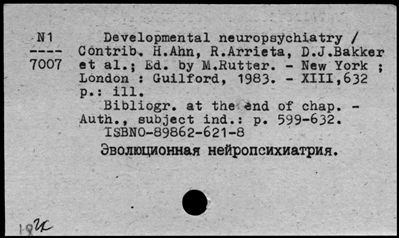 N1
----
7007
Developmental neuropsychiatry /
Contrib. H.Ahn, R.Arrieta, D.J.Bakker
et al.; Ed. by M.Rutter. - New York ;
London : Guilford, 1983. - XIII,632
p.: ill.
Bibliogr. at the end of chap. -
Auth., subject ind.: p. 599-632.
ISBNO-89862-621-8
Эволюционная нейропсихиатрия.